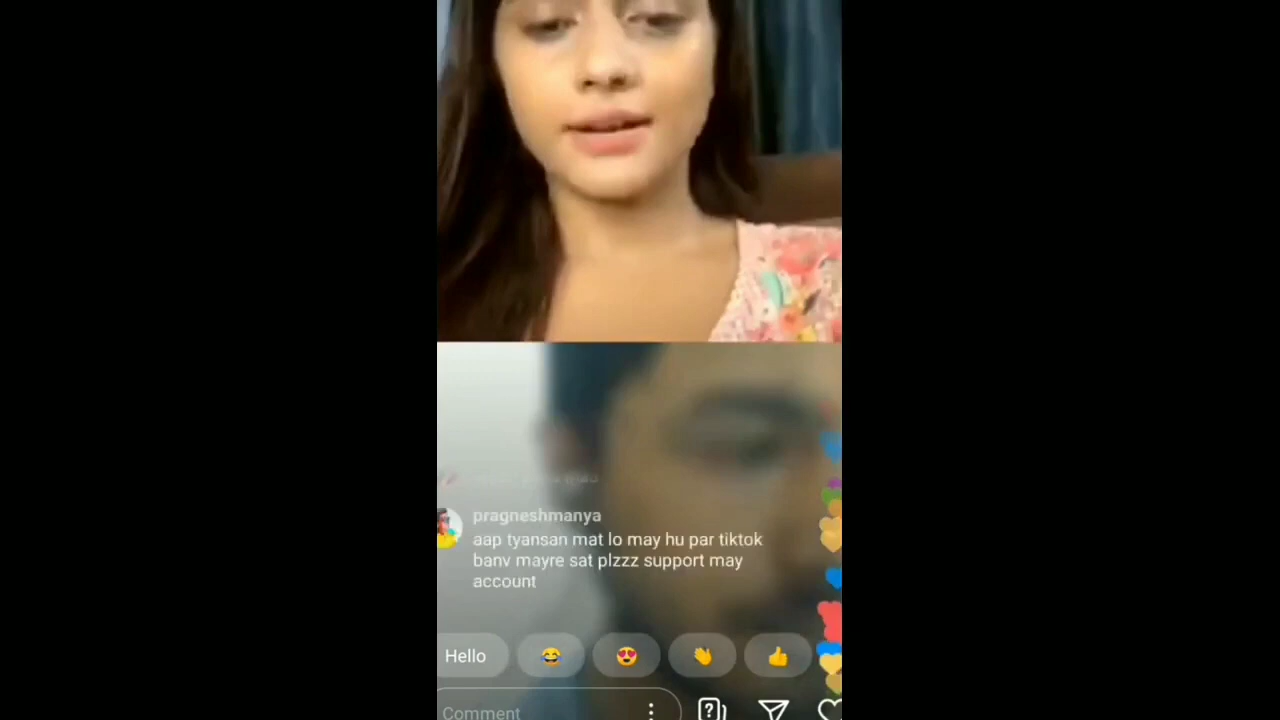 pragneshmanya
aap tyansan mat lo may hu par tiktok
banv mayre sat plzzz support may
account
Hello
Comment